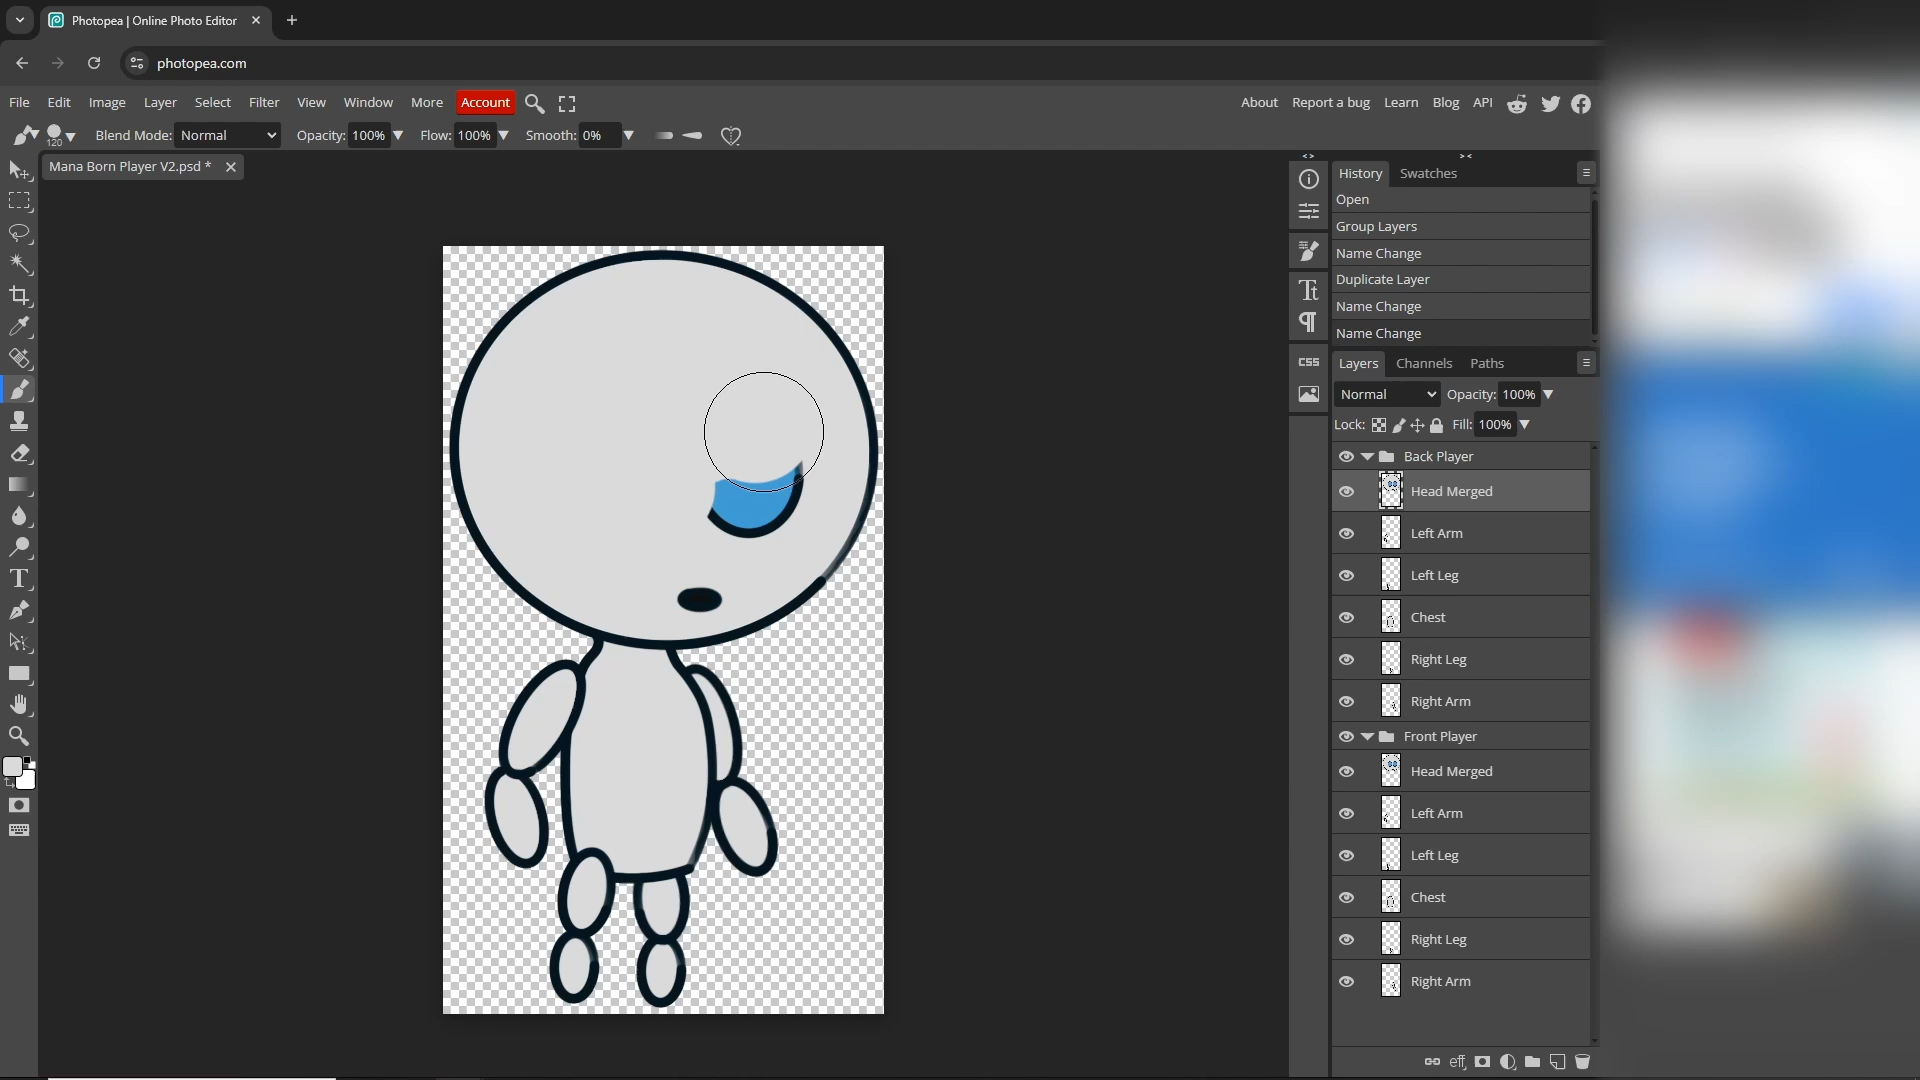 Photopea | Online Photo Editor
photopea.com
File Edit Image Layer Select Filter View Window More Account
About Report a bug Learn Blog API
120 Blend Mode: Normal Opacity: 100% Flow: 100% Smooth: 0%
Mana Born Player V2.psd *
History Swatches
Open
Group Layers
Name Change
Duplicate Layer
Name Change
Name Change
CSS
Layers Channels Paths
Normal Opacity: 100%
Lock: Fill: 100%
Back Player
Head Merged
Left Arm
Left Leg
Chest
Right Leg
Right Arm
Front Player
Head Merged
Left Arm
Left Leg
Chest
Right Leg
Right Arm
eff